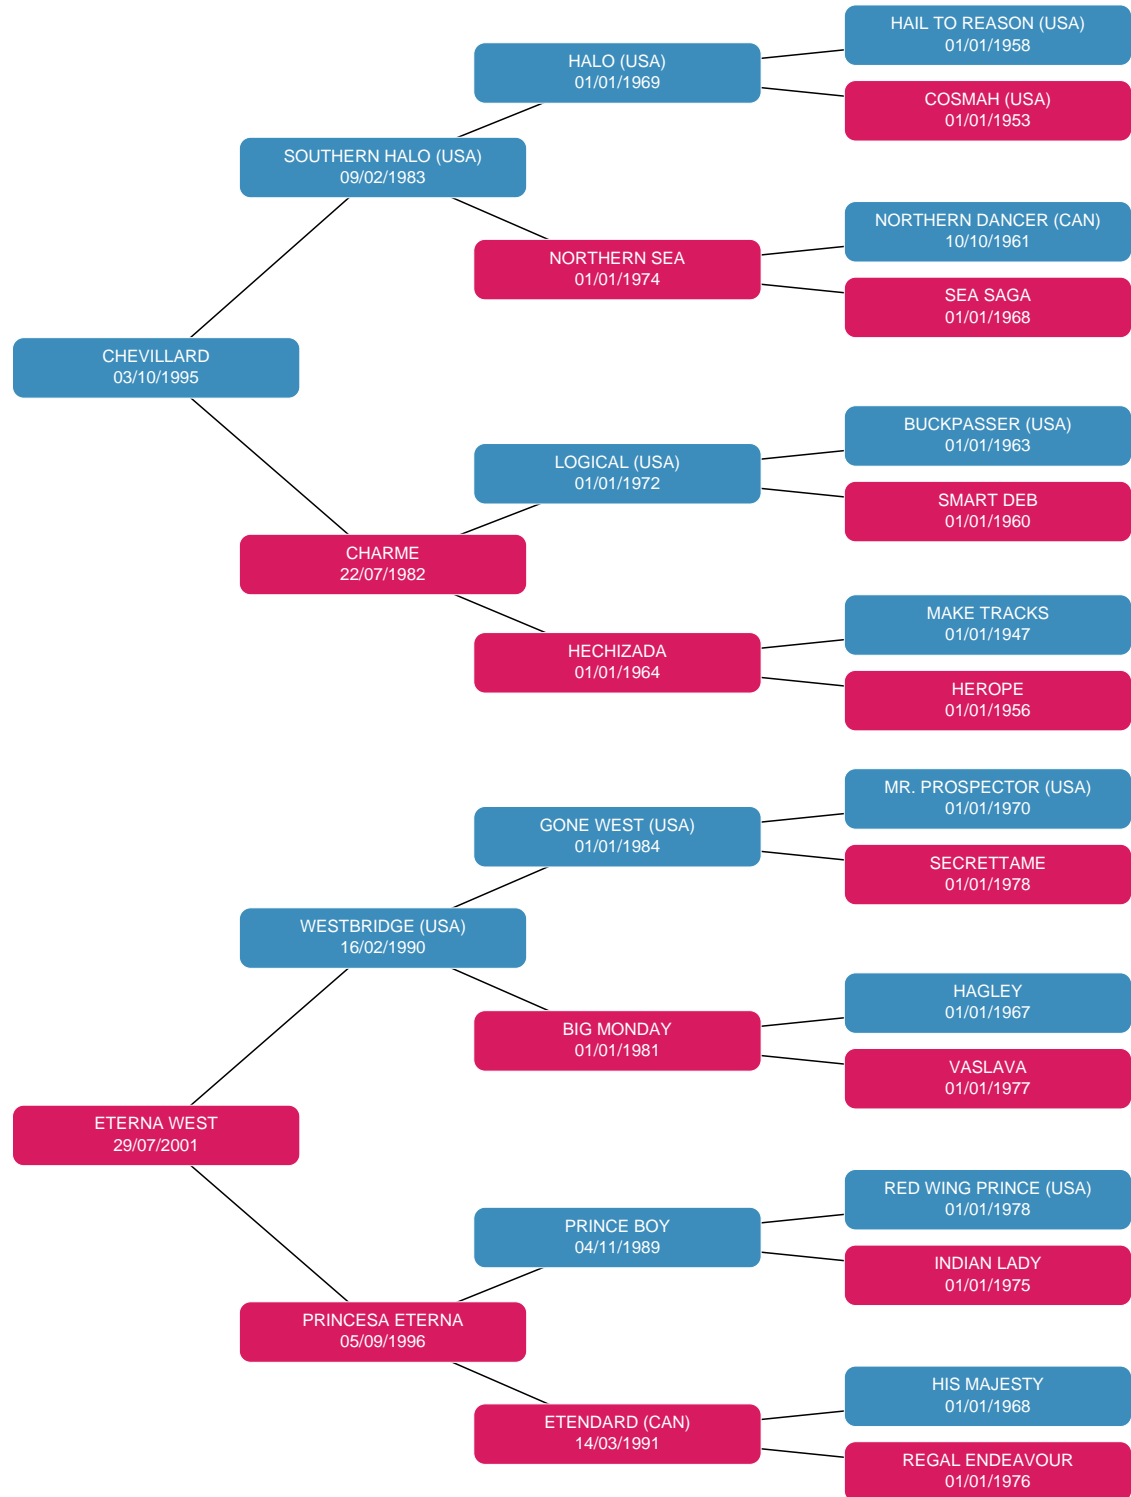 HAIL TO REASON (USA)
01/01/1958
HALO (USA)
01/01/1969
COSMAH (USA)
01/01/1953
SOUTHERN HALO (USA)
09/02/1983
NORTHERN DANCER (CAN)
10/10/1961
NORTHERN SEA
01/01/1974
SEA SAGA
01/01/1968
CHEVILLARD
03/10/1995
BUCKPASSER (USA)
01/01/1963
LOGICAL (USA)
01/01/1972
SMART DEB
01/01/1960
CHARME
22/07/1982
MAKE TRACKS
01/01/1947
HECHIZADA
01/01/1964
HEROPE
01/01/1956
MR. PROSPECTOR (USA)
01/01/1970
GONE WEST (USA)
01/01/1984
SECRETTAME
01/01/1978
WESTBRIDGE (USA)
16/02/1990
HAGLEY
01/01/1967
BIG MONDAY
01/01/1981
VASLAVA
01/01/1977
ETERNA WEST
29/07/2001
RED WING PRINCE (USA)
01/01/1978
PRINCE BOY
04/11/1989
INDIAN LADY
01/01/1975
PRINCESA ETERNA
05/09/1996
HIS MAJESTY
01/01/1968
ETENDARD (CAN)
14/03/1991
REGAL ENDEAVOUR
01/01/1976